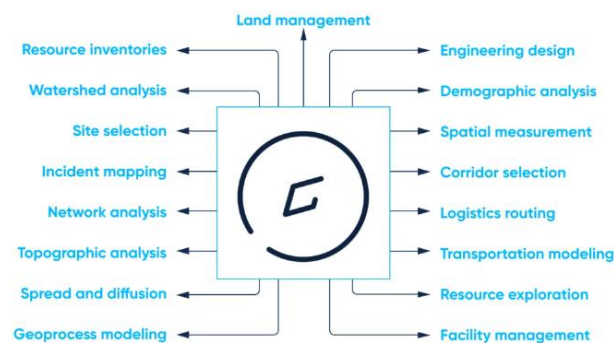 Land management
Resource inventories
Engineering design
Watershed analysis
Demographic analysis
Site selection
Spatial measurement
Incident mapping
Corridor selection
Network analysis
Logistics routing
Topographic analysis
Transportation modeling
Spread and diffusion
Resource exploration
Geoprocess modeling
Facility management